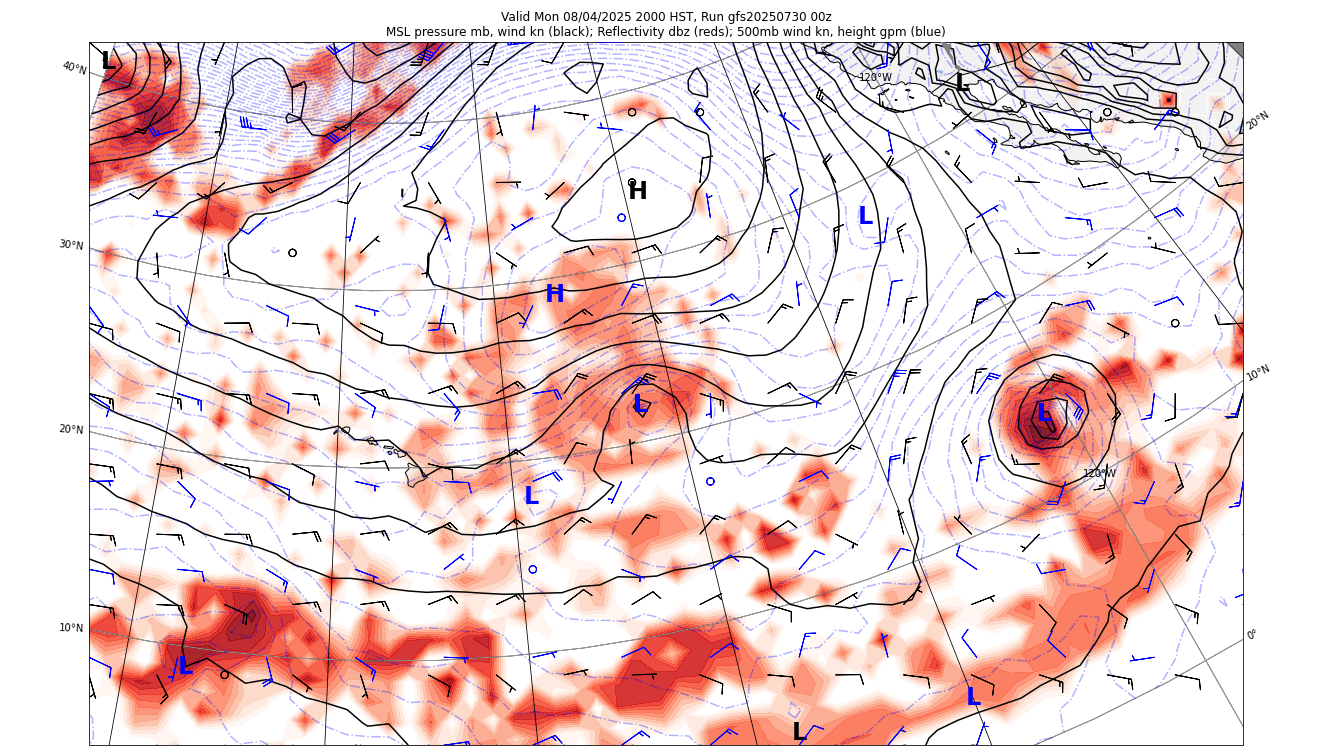 Valid Mon 08/04/2025 2000 HST, Run gfs20250730 00z
MSL pressure mb, wind kn (black); Reflectivity dbz (reds); 500mb wind kn, height gpm (blue)
L
40°N
120°W
L
20°N
H
L
30°N
H
10°N
L
L
20°N
120°W
L
10°N
0°
L
L
L